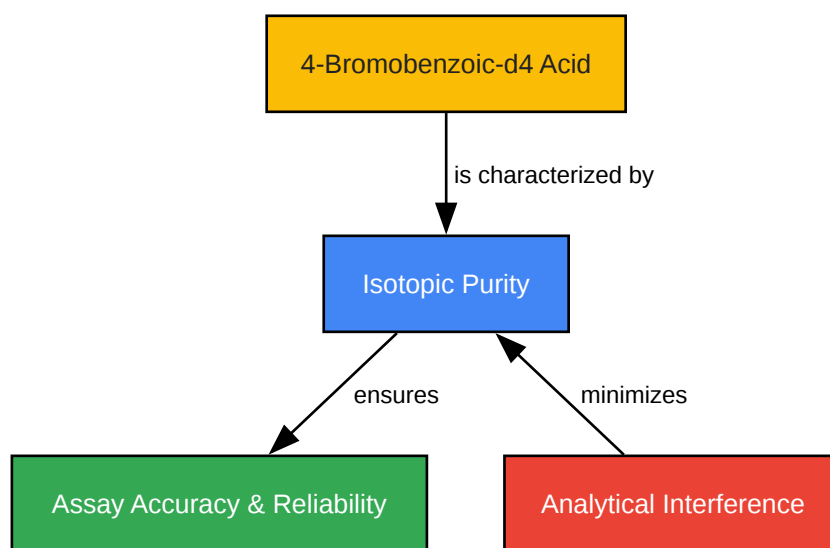 4-Bromobenzoic-d4 Acid
is characterized by
Isotopic Purity
ensures
minimizes
Assay Accuracy & Reliability
Analytical Interference